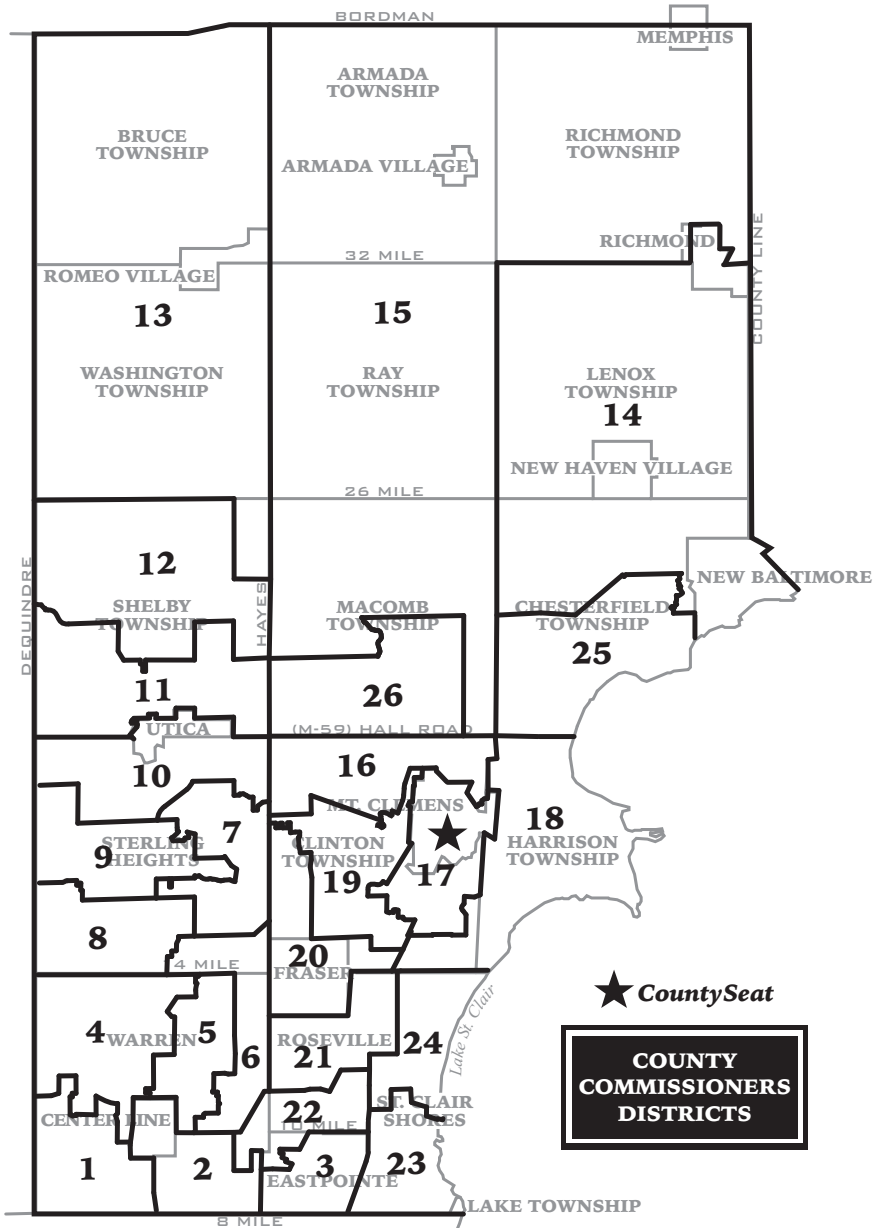 BORDMAN
MEMPHIS
ARMADA
TOWNSHIP
BRUCE
TOWNSHIP
RICHMOND
TOWNSHIP
ARMADA VILLAGE
RICHMOND
COUNTY LINE
32 MILE
ROMEO VILLAGE
13
15
WASHINGTON
TOWNSHIP
RAY
TOWNSHIP
LENOX
TOWNSHIP
14
NEW HAVEN VILLAGE
26 MILE
12
DEQUINDRE
HAYES
SHELBY
TOWNSHIP
MACOMB
TOWNSHIP
CHESTERFIELD
TOWNSHIP
NEW BALTIMORE
25
11
26
UTICA
(M-59) HALL ROAD
10
16
MT. CLEMENS
7
18
9
STERLING
HEIGHTS
CLINTON
TOWNSHIP
HARRISON
TOWNSHIP
19
17
8
20
4 MILE
FRASER
County Seat
Lake St. Clair
4
WARREN
5
6
ROSEVILLE
21
24
COUNTY
COMMISSIONERS
DISTRICTS
CENTER LINE
22
10 MILE
ST. CLAIR
SHORES
1
2
3
23
EASTPOINTE
LAKE TOWNSHIP
8 MILE